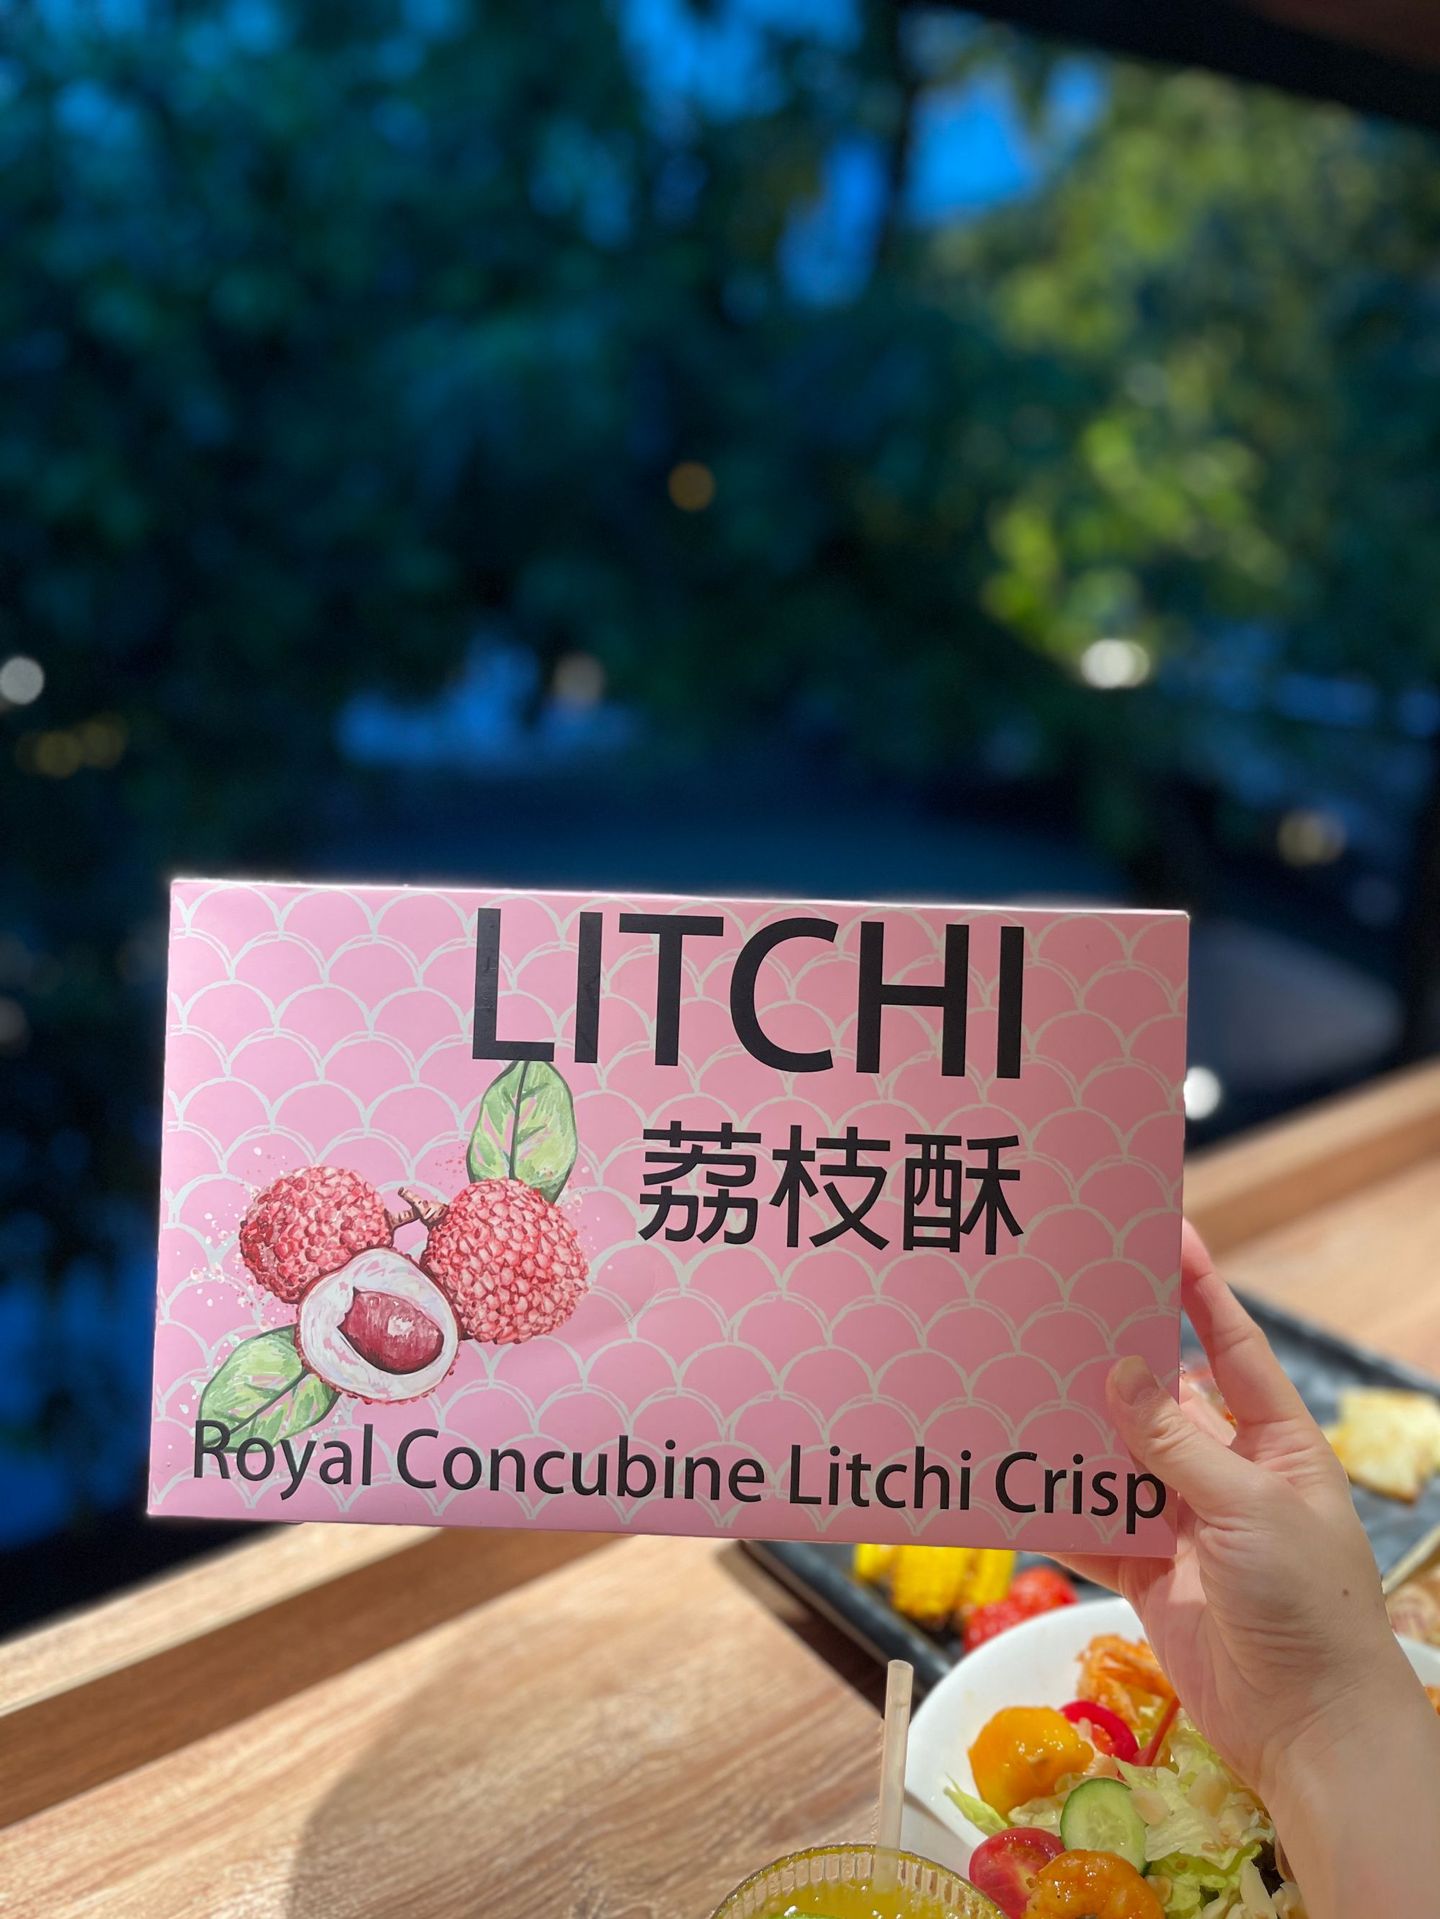 LITCHI
荔枝酥
Royal Concubine Litchi Crisp